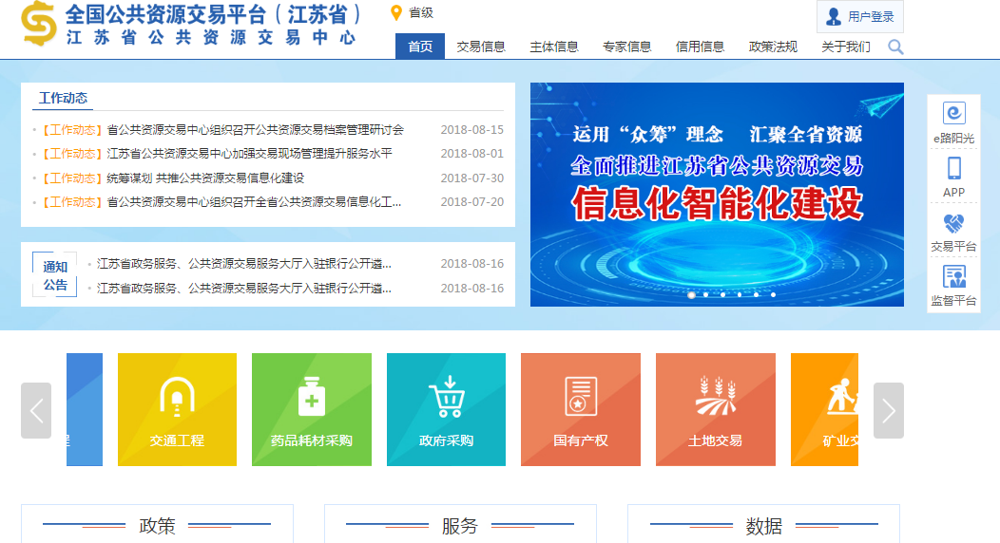 全国公共资源交易平台（江苏省）
江苏省公共资源交易中心
省级
用户登录
首页 交易信息 主体信息 专家信息 信用信息 政策法规 关于我们
工作动态
【工作动态】省公共资源交易中心组织召开公共资源交易档案管理研讨会 2018-08-15
【工作动态】江苏省公共资源交易中心加强交易现场管理提升服务水平 2018-08-01
【工作动态】统筹谋划 共推公共资源交易信息化建设 2018-07-30
【工作动态】省公共资源交易中心组织召开全省公共资源交易信息化工... 2018-07-20
通知
公告
江苏省政务服务、公共资源交易服务大厅入驻银行公开遴... 2018-08-16
江苏省政务服务、公共资源交易服务大厅入驻银行公开遴... 2018-08-16
运用“众筹”理念 汇聚全省资源
全面推进江苏省公共资源交易
信息化智能化建设
e路阳光
APP
交易平台
监督平台
交通工程 药品耗材采购 政府采购 国有产权 土地交易 矿业交
政策 服务 数据